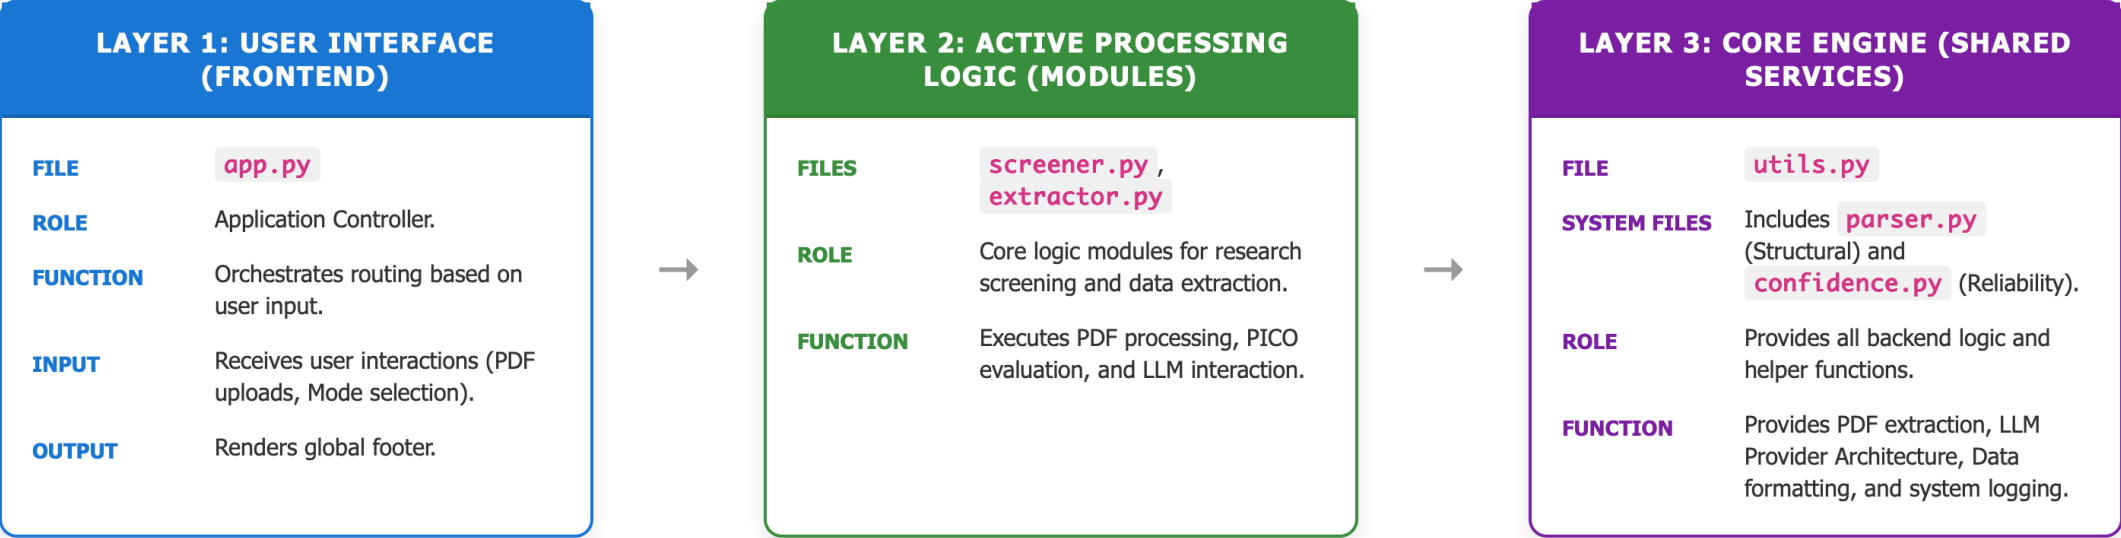 LAYER 1: USER INTERFACE
(FRONTEND)
FILE app.py
ROLE Application Controller.
FUNCTION Orchestrates routing based on
user input.
INPUT Receives user interactions (PDF
uploads, Mode selection).
OUTPUT Renders global footer.
→
LAYER 2: ACTIVE PROCESSING
LOGIC (MODULES)
FILES screener.py,
extractor.py
ROLE Core logic modules for research
screening and data extraction.
FUNCTION Executes PDF processing, PICO
evaluation, and LLM interaction.
→
LAYER 3: CORE ENGINE (SHARED
SERVICES)
FILE utils.py
SYSTEM FILES Includes parser.py
(Structural) and
confidence.py (Reliability).
ROLE Provides all backend logic and
helper functions.
FUNCTION Provides PDF extraction, LLM
Provider Architecture, Data
formatting, and system logging.